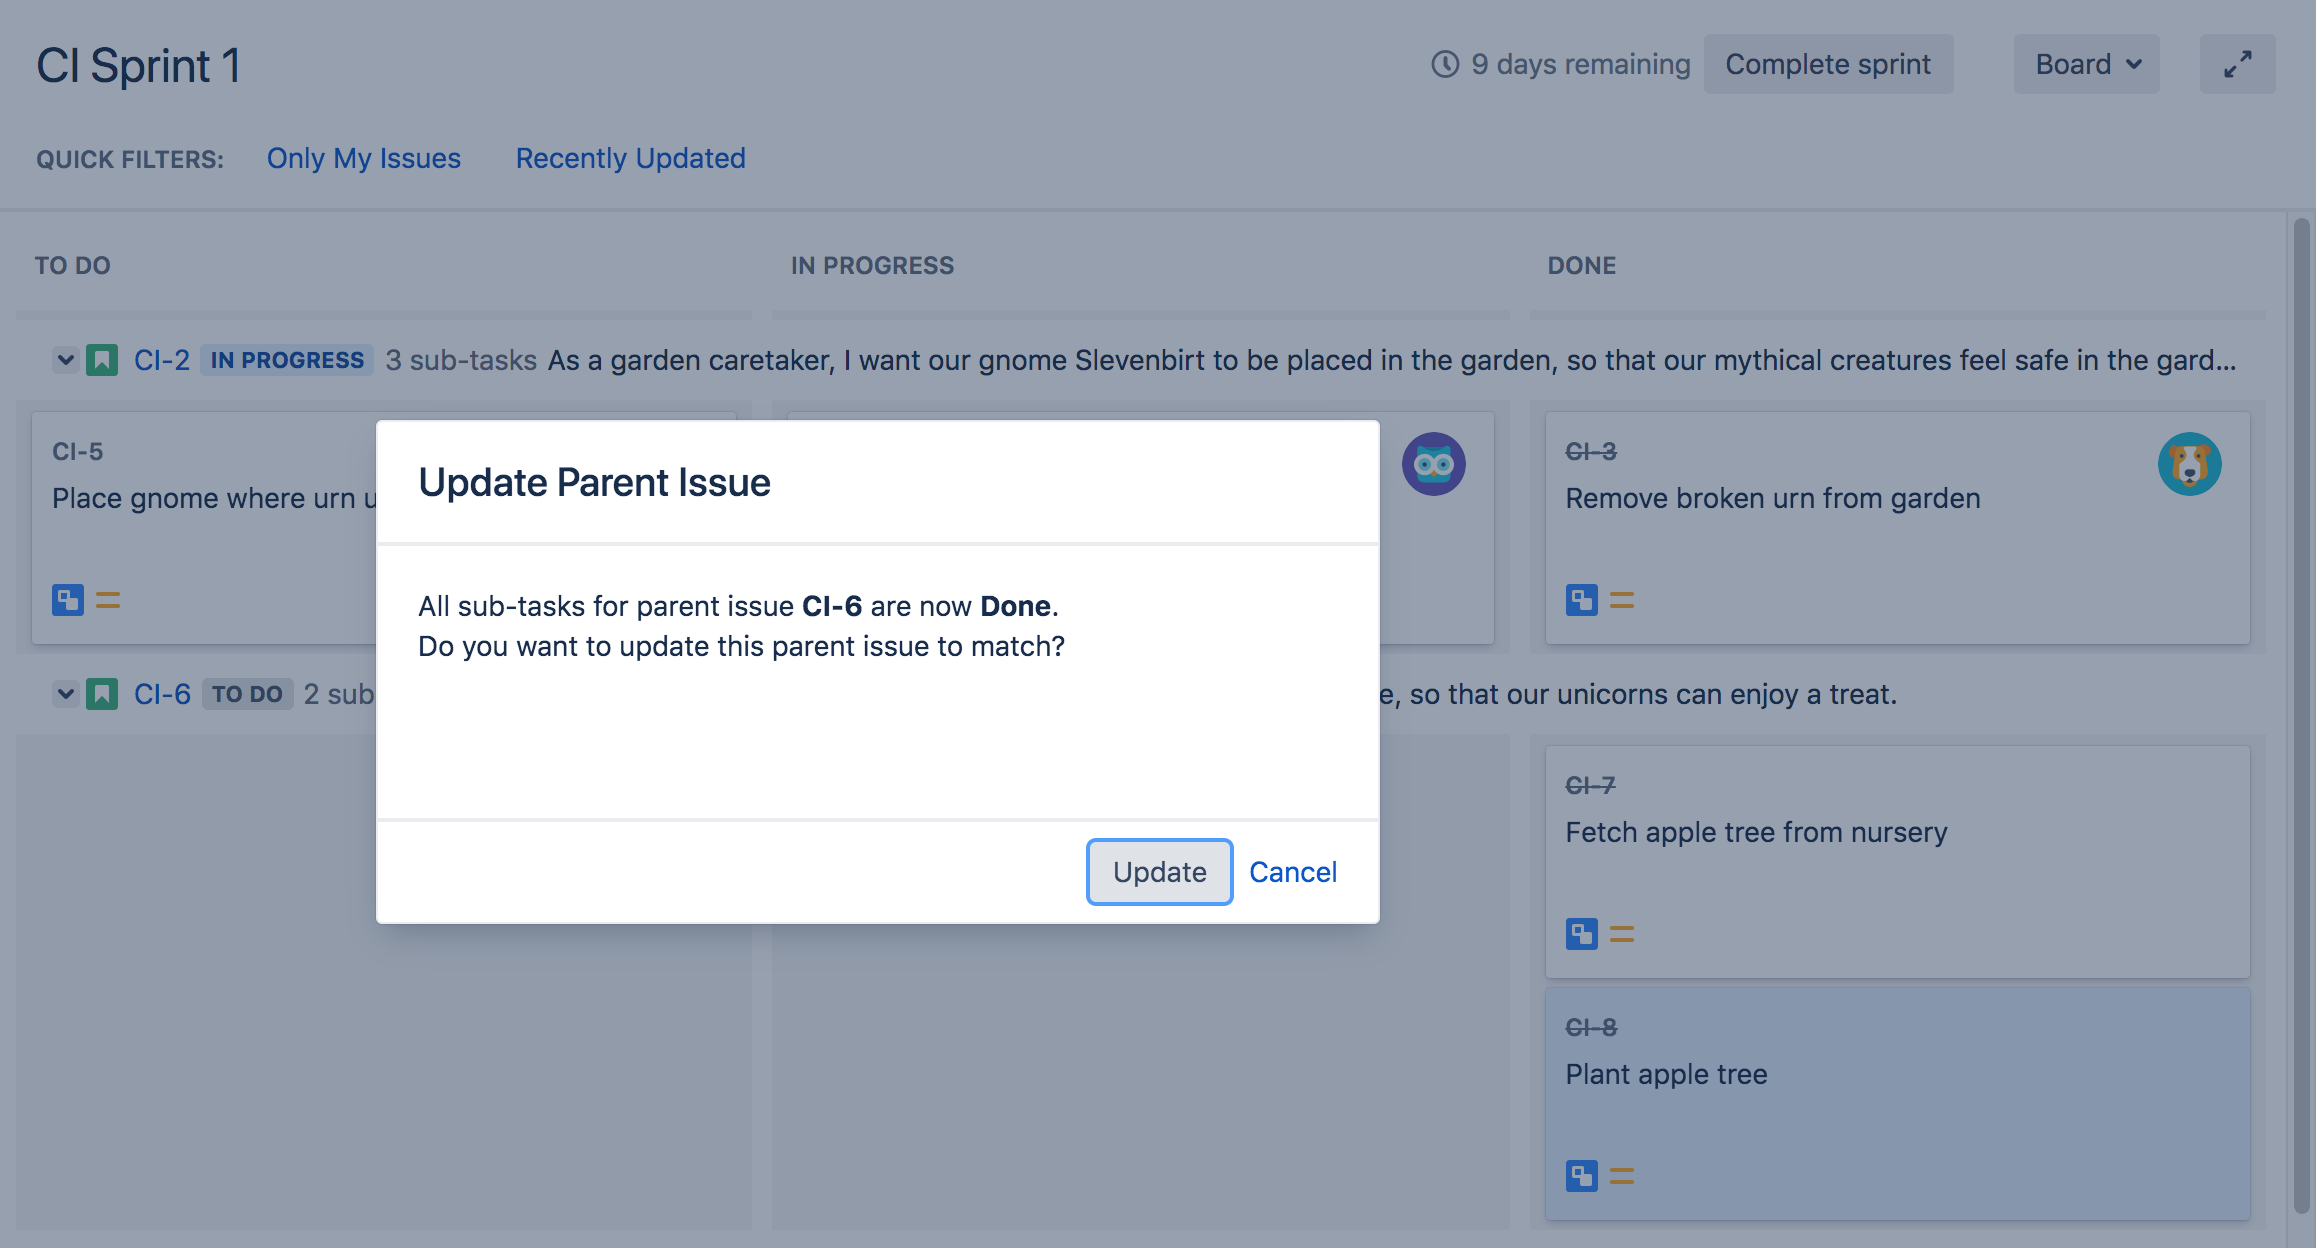 CI Sprint 1
9 days remaining
Complete sprint
Board
QUICK FILTERS:
Only My Issues
Recently Updated
TO DO
IN PROGRESS
DONE
CI-2 IN PROGRESS 3 sub-tasks As a garden caretaker, I want our gnome Slevenbirt to be placed in the garden, so that our mythical creatures feel safe in the gard...
CI-5
Place gnome where urn
CI-3
Remove broken urn from garden
Update Parent Issue
All sub-tasks for parent issue CI-6 are now Done.
Do you want to update this parent issue to match?
Update
Cancel
CI-6 TO DO 2 sub
, so that our unicorns can enjoy a treat.
CI-7
Fetch apple tree from nursery
CI-8
Plant apple tree